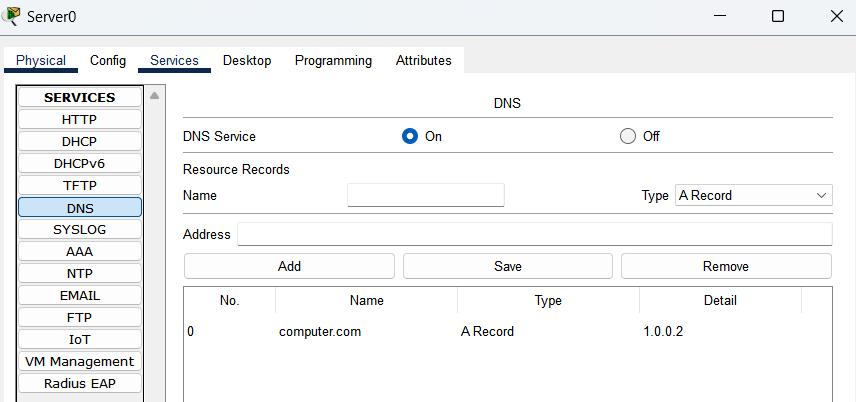 Server0
Physical Config Services Desktop Programming Attributes
SERVICES
HTTP
DHCP
DHCPv6
TFTP
DNS
SYSLOG
AAA
NTP
EMAIL
FTP
IoT
VM Management
Radius EAP
DNS
DNS Service On Off
Resource Records
Name Type A Record
Address
Add Save Remove
No. Name Type Detail
0 computer.com A Record 1.0.0.2